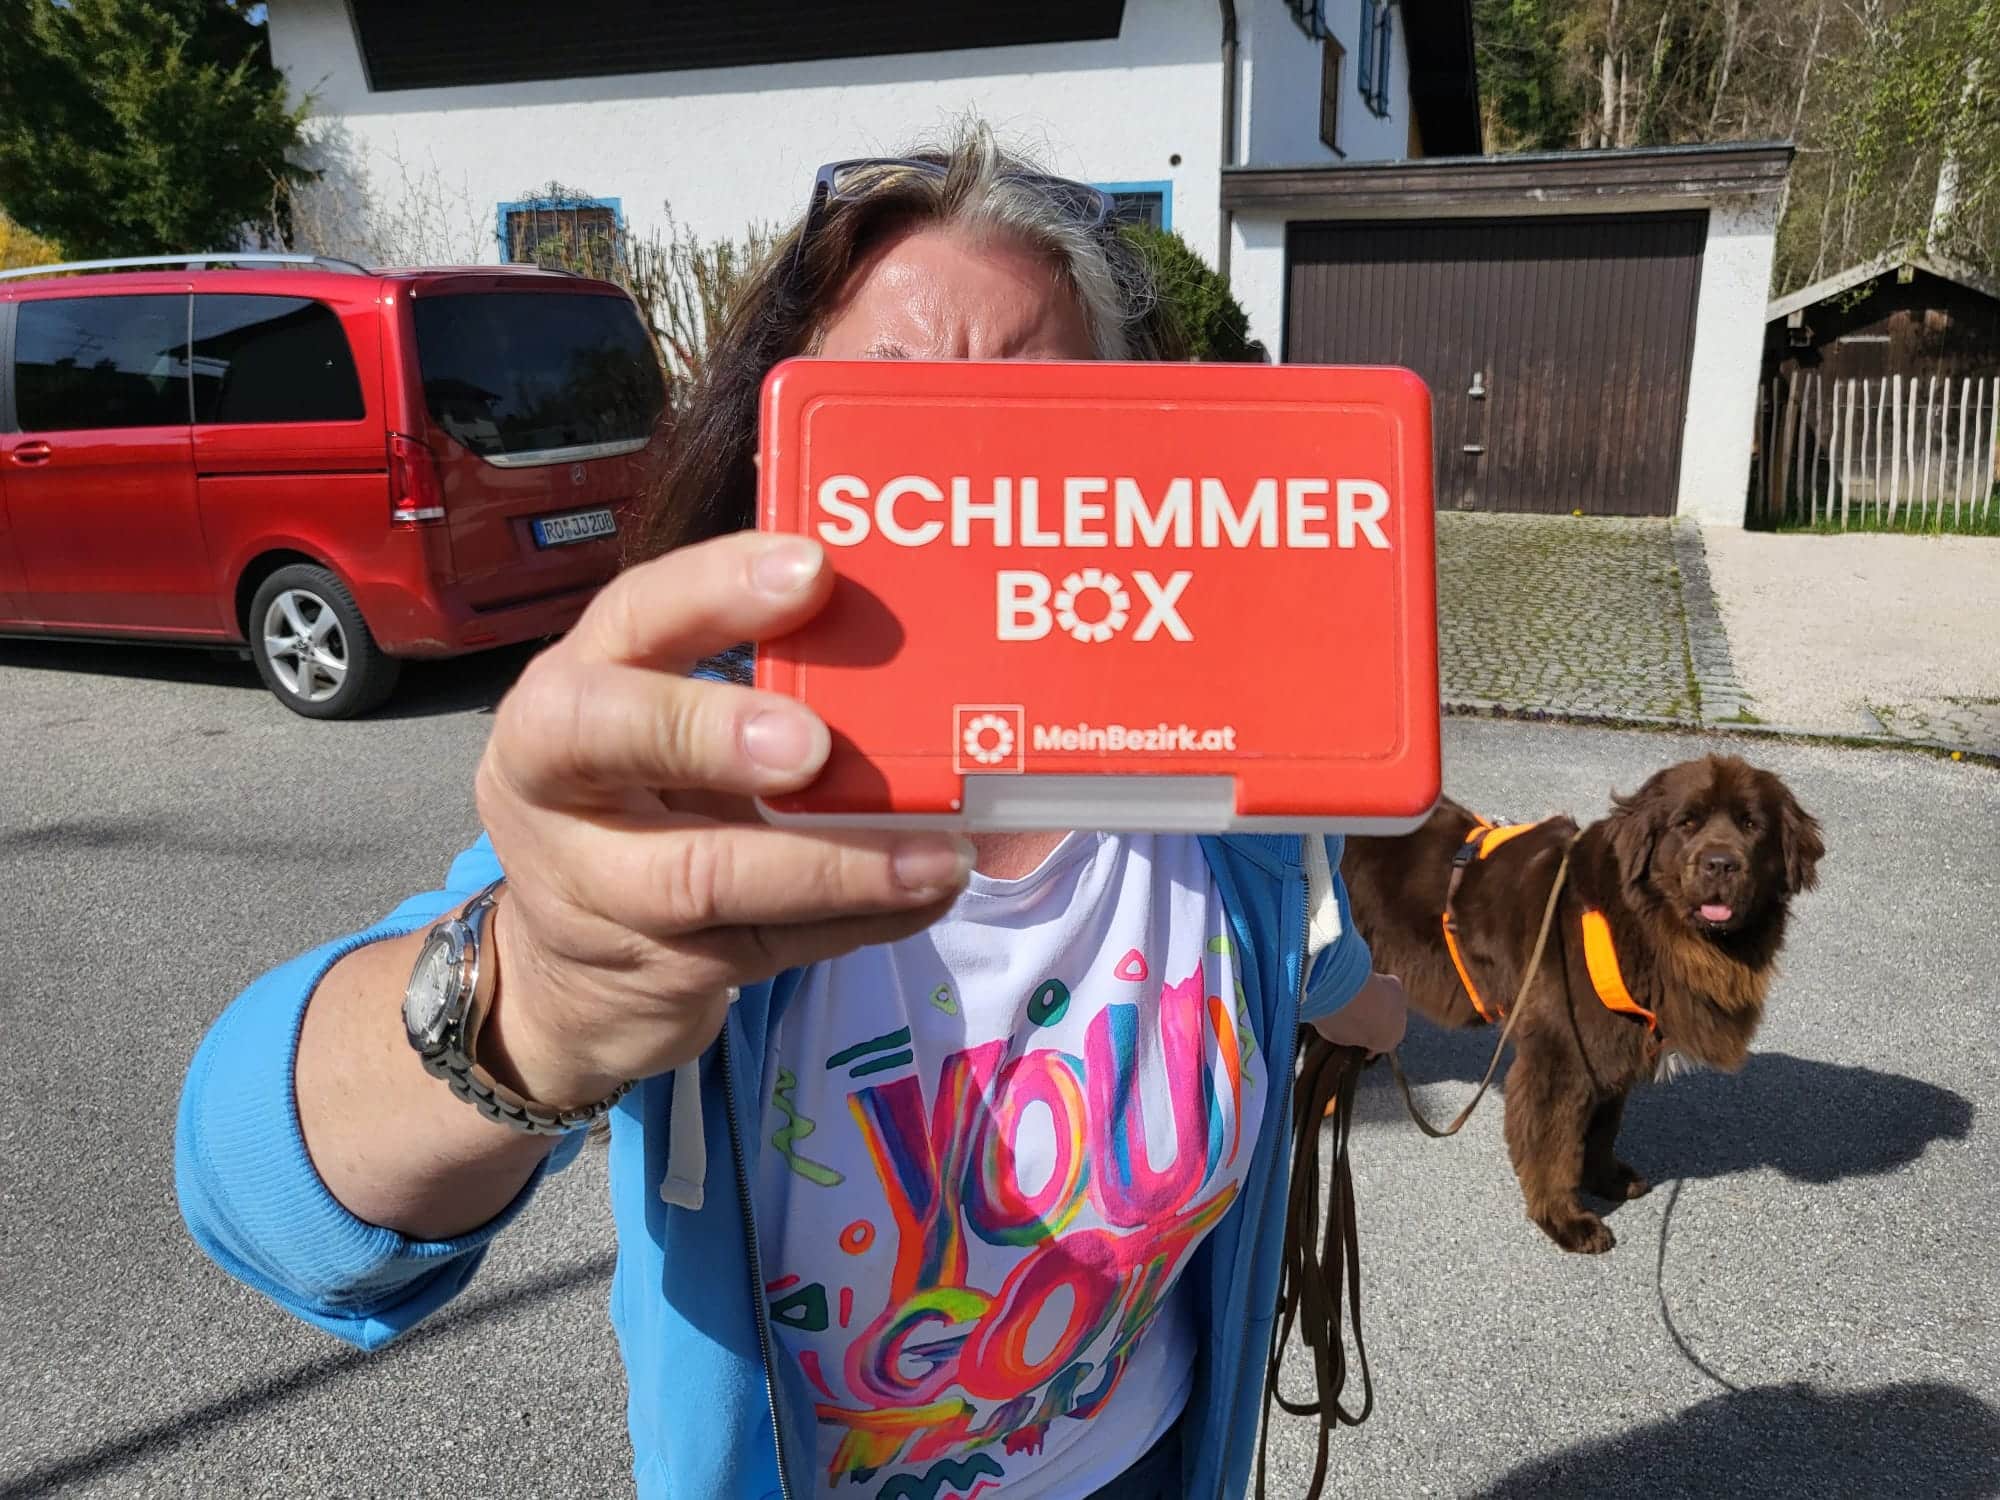 SCHLEMMER
BOX
MeinBezirk.at
RO JJ208
YOU
GOT